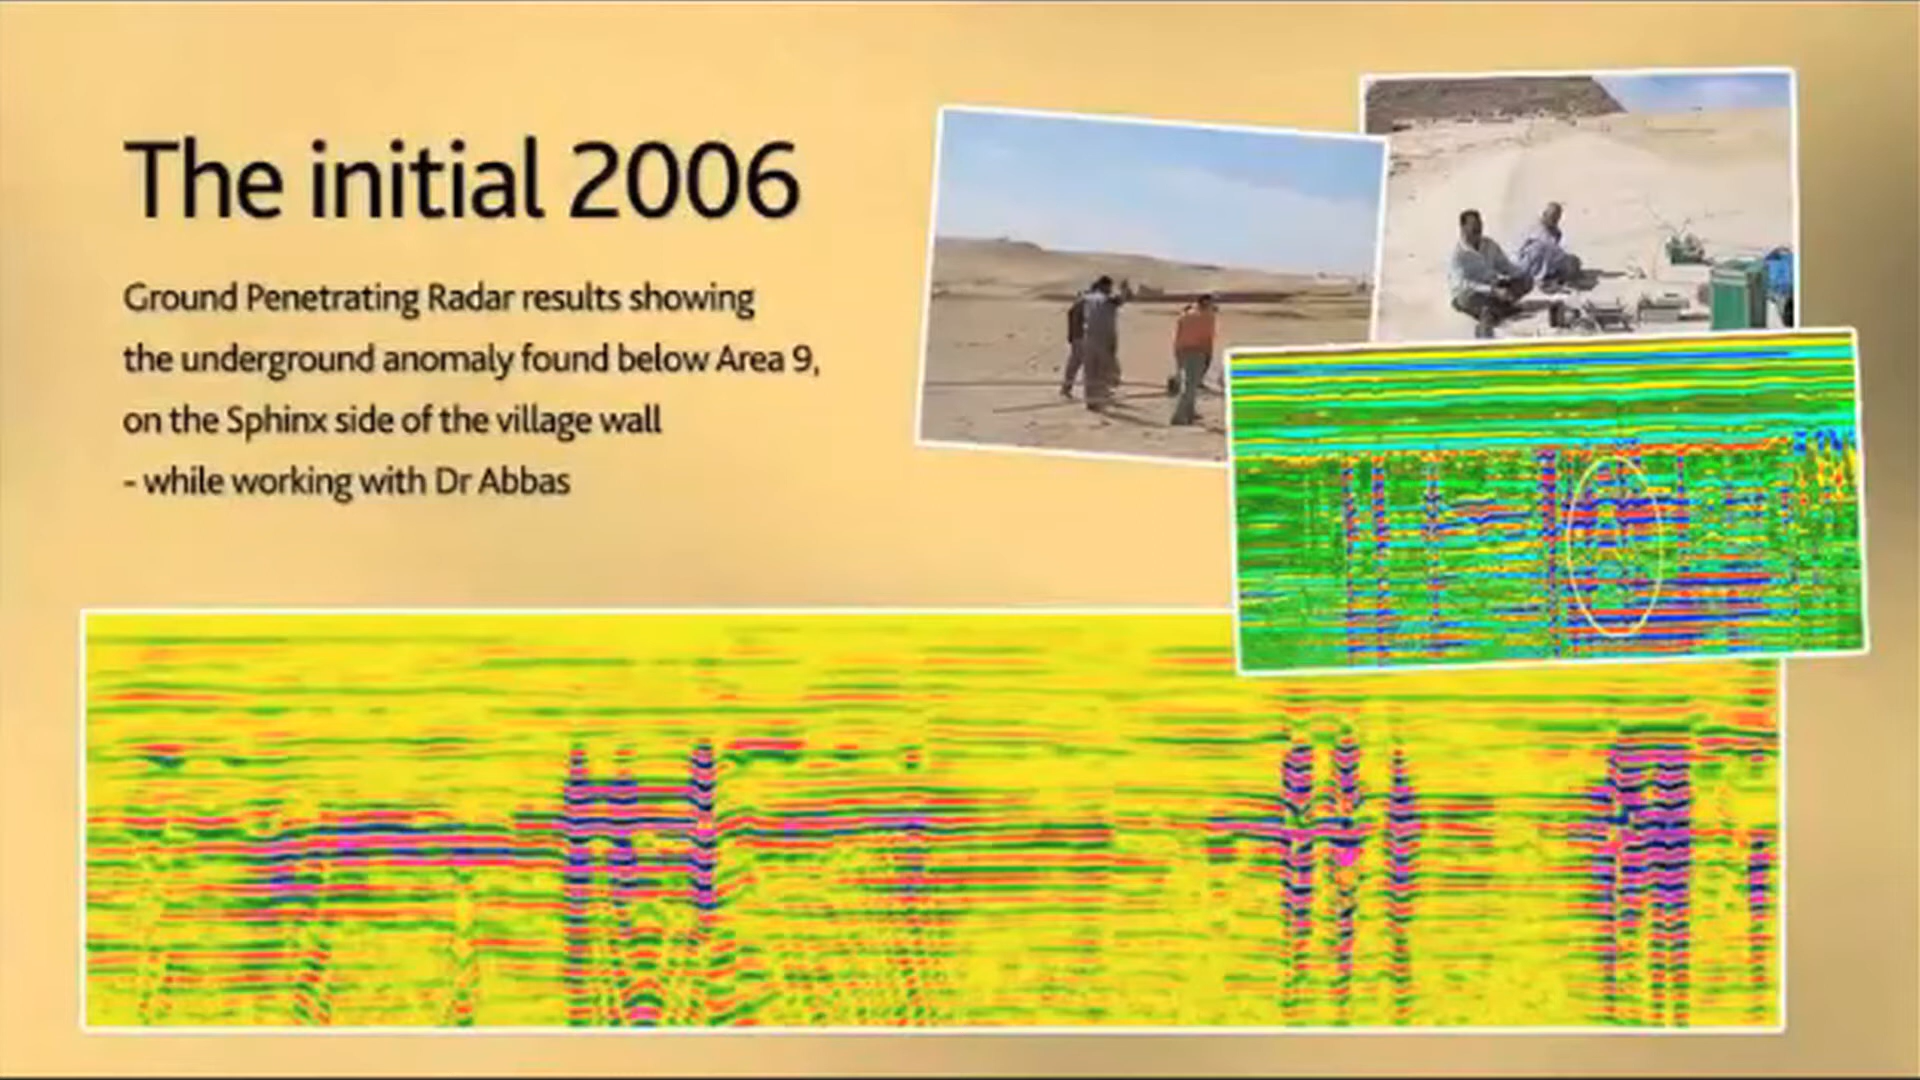 The initial 2006
Ground Penetrating Radar results showing
the underground anomaly found below Area 9,
on the Sphinx side of the village wall
- while working with Dr Abbas